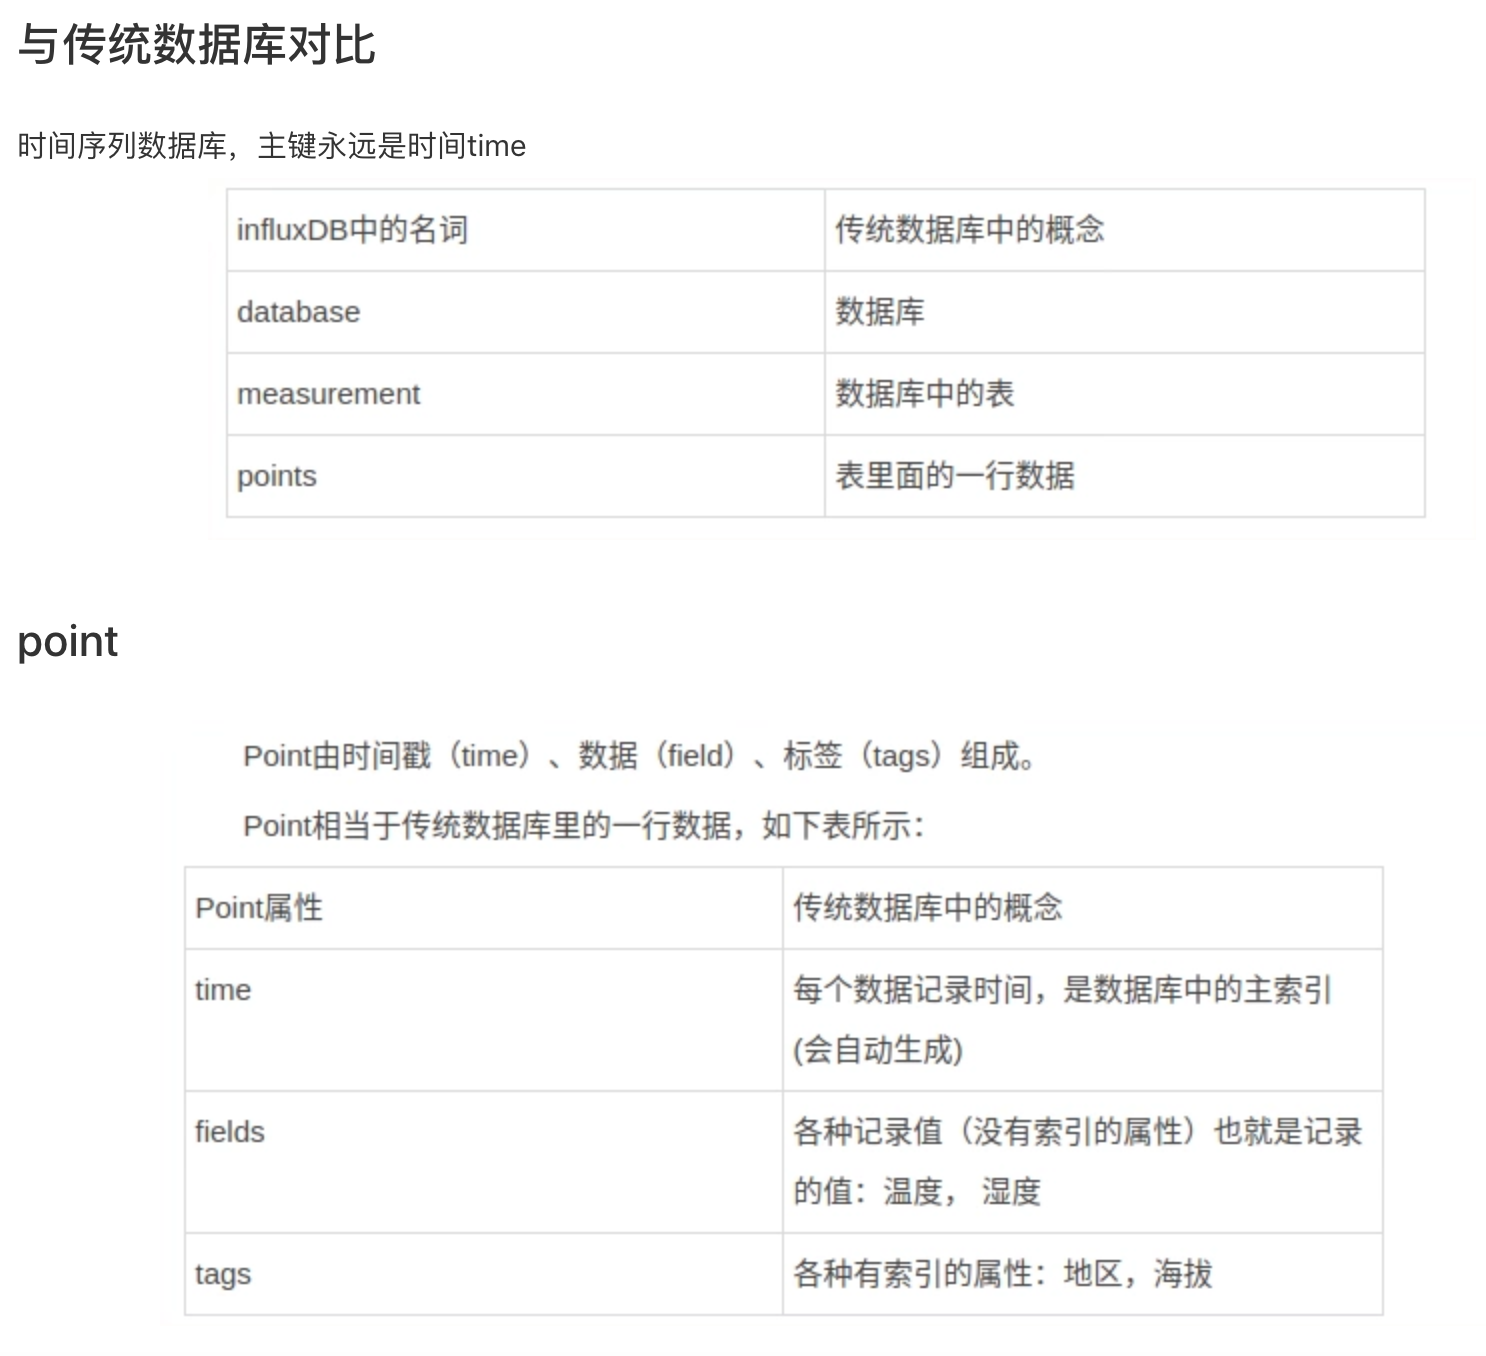 与传统数据库对比
时间序列数据库，主键永远是时间time
influxDB中的名词 传统数据库中的概念
database 数据库
measurement 数据库中的表
points 表里面的一行数据
point
Point由时间戳（time）、数据（field）、标签（tags）组成。
Point相当于传统数据库里的一行数据，如下表所示：
Point属性 传统数据库中的概念
time 每个数据记录时间，是数据库中的主索引
(会自动生成)
fields 各种记录值（没有索引的属性）也就是记录
的值：温度， 湿度
tags 各种有索引的属性：地区，海拔